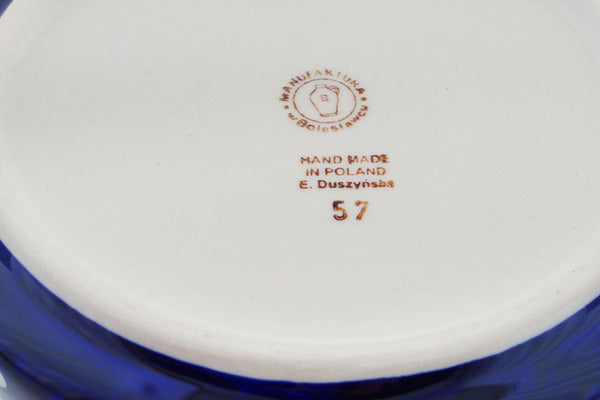 MANUFAKTURA
B
w Bolesławcu
HAND MADE
IN POLAND
E. Duszyńska
57